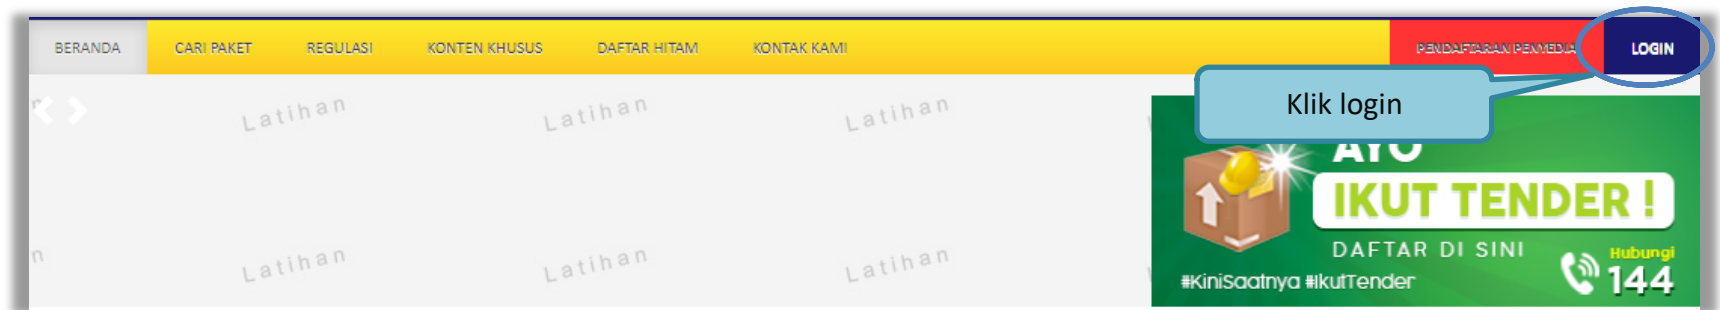 BERANDA CARI PAKET REGULASI KONTEN KHUSUS DAFTAR HITAM KONTAK KAMI PENDAFTARAN PENYEDIA LOGIN
Klik login
Latihan Latihan Latihan
AYO
IKUT TENDER !
DAFTAR DI SINI
Hubungi
144
#KiniSaatnya #IkutTender
Latihan Latihan Latihan